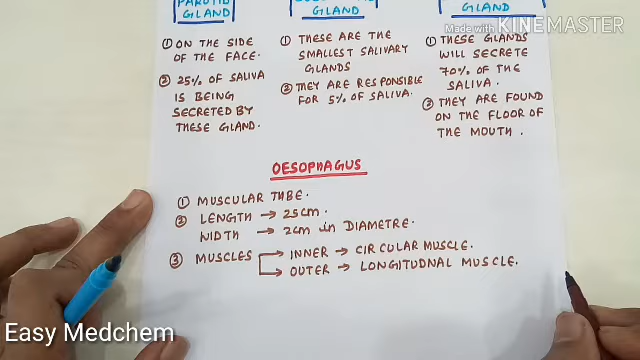 PAROTID
GLAND
GLAND
GLAND
Made with KINEMASTER
① ON THE SIDE
OF THE FACE.
② 25% OF SALIVA
IS BEING
SECRETED BY
THESE GLAND.
① THESE ARE THE
SMALLEST SALIVARY
GLANDS
② THEY ARE RESPONSIBLE
FOR 5% OF SALIVA.
① THESE GLANDS
WILL SECRETE
70% OF THE
SALIVA.
② THEY ARE FOUND
ON THE FLOOR OF
THE MOUTH.
OESOPHAGUS
① MUSCULAR TUBE.
② LENGTH → 25cm.
WIDTH → 2cm in DIAMETRE.
③ MUSCLES → INNER → CIRCULAR MUSCLE.
→ OUTER → LONGITUDNAL MUSCLE.
Easy Medchem